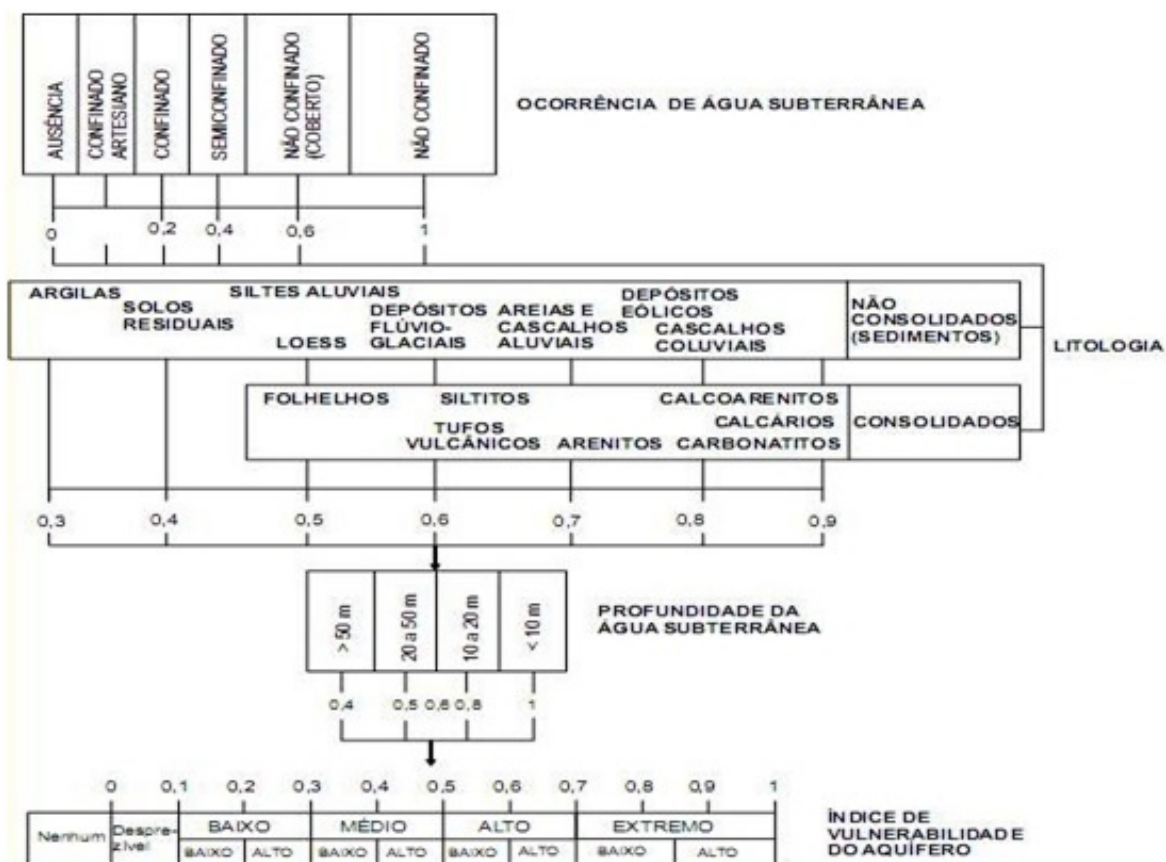 AUSÊNCIA
CONFINADO
ARTESIANO
CONFINADO
SEMICONFINADO
NÃO CONFINADO
(COBERTO)
NÃO CONFINADO
OCORRÊNCIA DE ÁGUA SUBTERRÂNEA
0 0,2 0,4 0,6 1
ARGILAS
SOLOS
RESIDUAIS
SILTES ALUVIAIS
LOESS
DEPÓSITOS
FLÚVIO-
GLACIAIS
AREIAS E
CASCALHOS
ALUVIAIS
DEPÓSITOS
EÓLICOS
CASCALHOS
COLUVIAIS
NÃO
CONSOLIDADOS
(SEDIMENTOS)
LITOLOGIA
FOLHELHOS
SILTITOS
TUFOS
VULCÂNICOS
ARENITOS
CALCOARENITOS
CALCÁRIOS
CARBONATITOS
CONSOLIDADOS
0,3 0,4 0,5 0,6 0,7 0,8 0,9
> 50 m
20 a 50 m
10 a 20 m
< 10 m
PROFUNDIDADE DA
ÁGUA SUBTERRÂNEA
0,4 0,5 0,6 0,8 1
0 0,1 0,2 0,3 0,4 0,5 0,6 0,7 0,8 0,9 1
Nenhum
Despre-
zível
BAIXO MÉDIO ALTO EXTREMO
BAIXO ALTO BAIXO ALTO BAIXO ALTO BAIXO ALTO
ÍNDICE DE
VULNERABILIDADE
DO AQUÍFERO